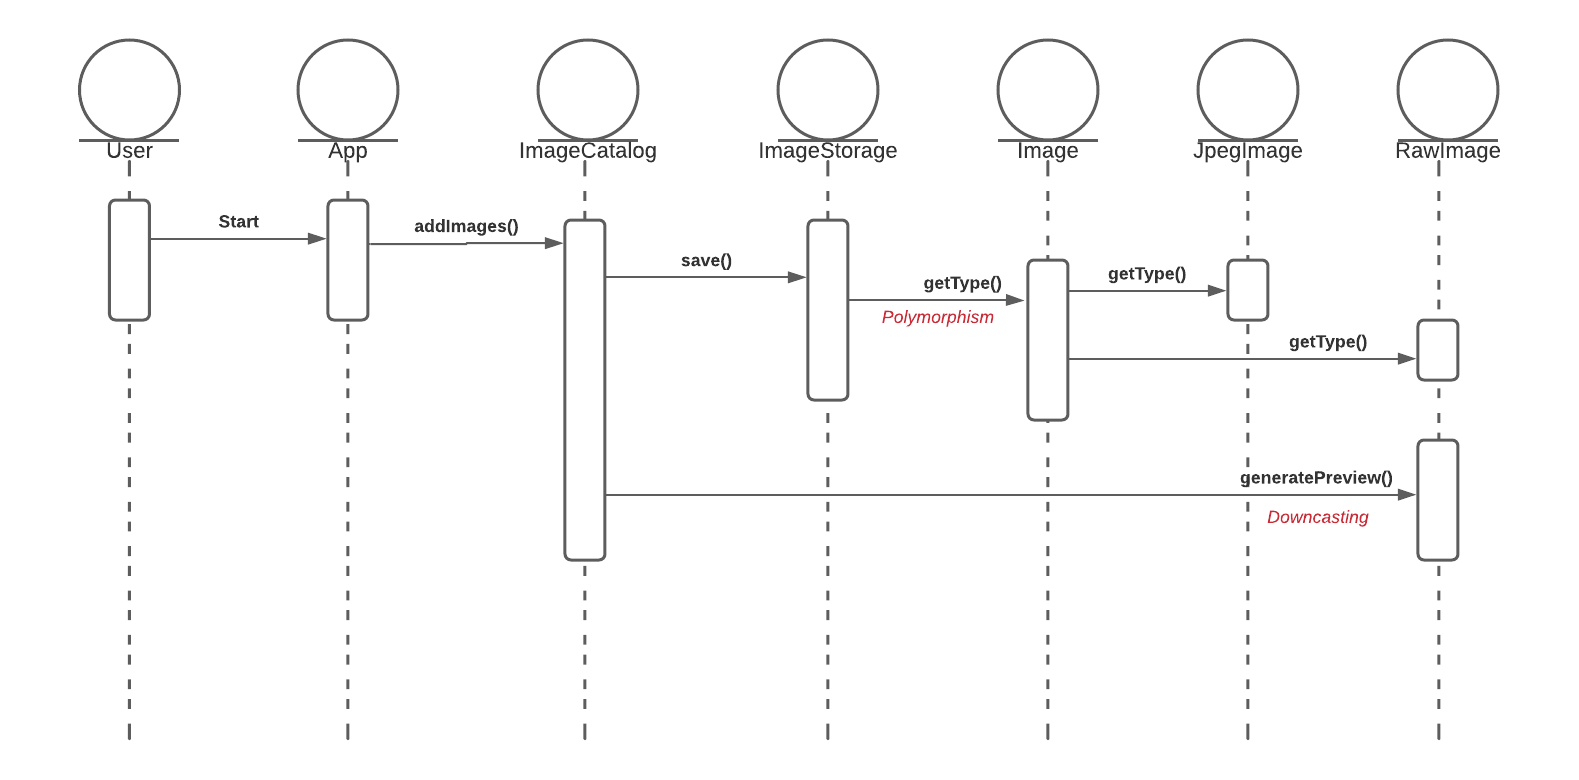 User
App
ImageCatalog
ImageStorage
Image
JpegImage
RawImage
Start
addImages()
save()
getType()
Polymorphism
getType()
getType()
generatePreview()
Downcasting